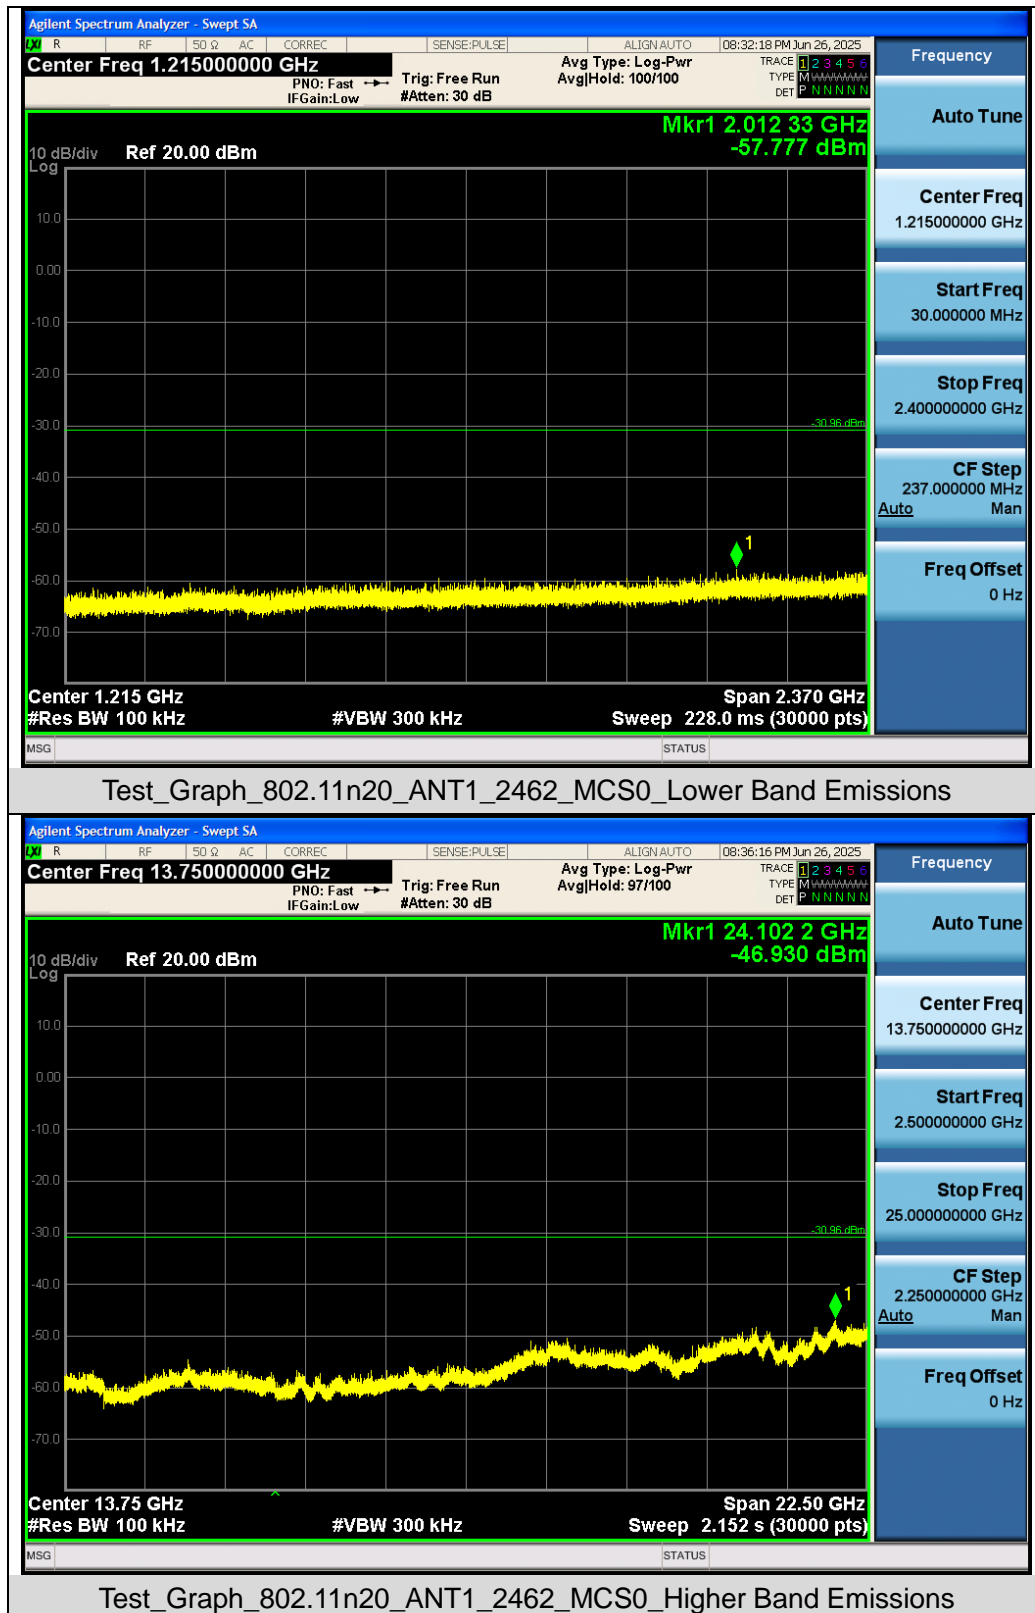 Agilent Spectrum Analyzer - Swept SA
LXI R RF 50 Ω AC CORREC SENSE:PULSE ALIGN AUTO 08:32:18 PM Jun 26, 2025
Center Freq 1.215000000 GHz
PNO: Fast
IFGain:Low
Trig: Free Run
#Atten: 30 dB
Avg Type: Log-Pwr
Avg|Hold: 100/100
TRACE 1 2 3 4 5 6
TYPE M
DET P N N N N N
Mkr1 2.012 33 GHz
-57.777 dBm
10 dB/div Ref 20.00 dBm
Log
10.0
0.00
-10.0
-20.0
-30.0
-30.96 dBm
-40.0
-50.0
1
-60.0
-70.0
Center 1.215 GHz Span 2.370 GHz
#Res BW 100 kHz #VBW 300 kHz Sweep 228.0 ms (30000 pts)
MSG STATUS
Frequency
Auto Tune
Center Freq
1.215000000 GHz
Start Freq
30.000000 MHz
Stop Freq
2.400000000 GHz
CF Step
237.000000 MHz
Auto Man
Freq Offset
0 Hz
Test_Graph_802.11n20_ANT1_2462_MCS0_Lower Band Emissions
Agilent Spectrum Analyzer - Swept SA
LXI R RF 50 Ω AC CORREC SENSE:PULSE ALIGN AUTO 08:36:16 PM Jun 26, 2025
Center Freq 13.750000000 GHz
PNO: Fast
IFGain:Low
Trig: Free Run
#Atten: 30 dB
Avg Type: Log-Pwr
Avg|Hold: 97/100
TRACE 1 2 3 4 5 6
TYPE M
DET P N N N N N
Mkr1 24.102 2 GHz
-46.930 dBm
10 dB/div Ref 20.00 dBm
Log
10.0
0.00
-10.0
-20.0
-30.0
-30.96 dBm
-40.0
1
-50.0
-60.0
-70.0
Center 13.75 GHz Span 22.50 GHz
#Res BW 100 kHz #VBW 300 kHz Sweep 2.152 s (30000 pts)
MSG STATUS
Frequency
Auto Tune
Center Freq
13.750000000 GHz
Start Freq
2.500000000 GHz
Stop Freq
25.000000000 GHz
CF Step
2.250000000 GHz
Auto Man
Freq Offset
0 Hz
Test_Graph_802.11n20_ANT1_2462_MCS0_Higher Band Emissions